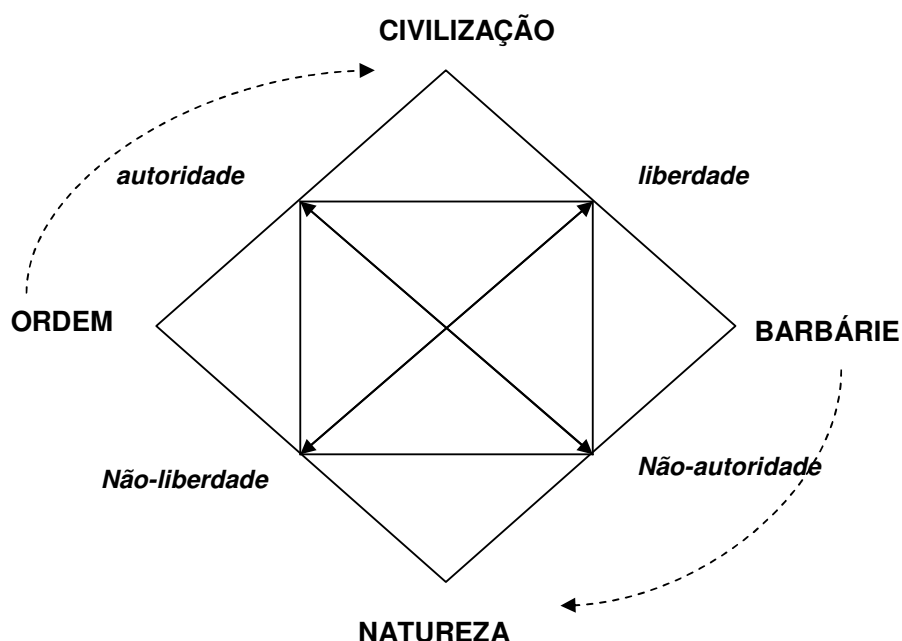 CIVILIZAÇÃO
autoridade
liberdade
ORDEM
BARBÁRIE
Não-liberdade
Não-autoridade
NATUREZA